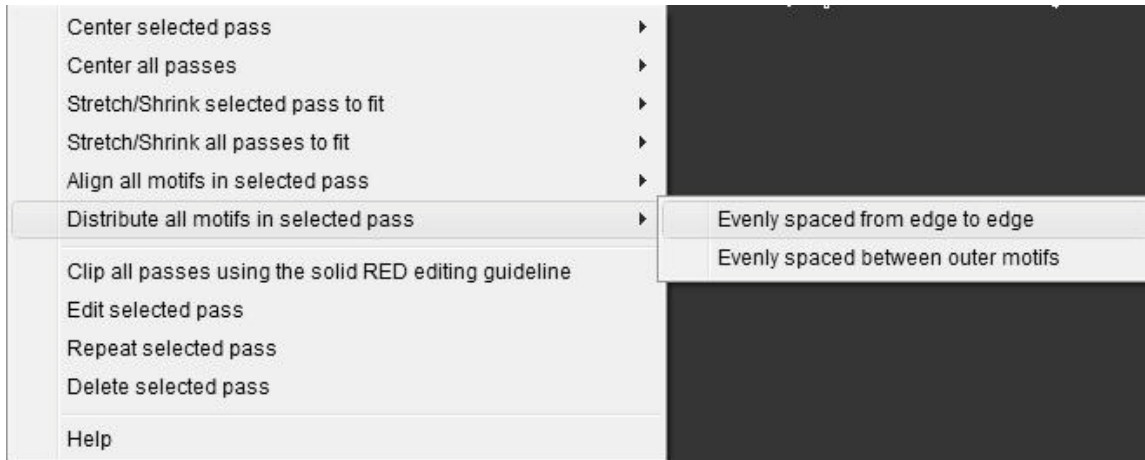 Center selected pass
Center all passes
Stretch/Shrink selected pass to fit
Stretch/Shrink all passes to fit
Align all motifs in selected pass
Distribute all motifs in selected pass
Evenly spaced from edge to edge
Evenly spaced between outer motifs
Clip all passes using the solid RED editing guideline
Edit selected pass
Repeat selected pass
Delete selected pass
Help